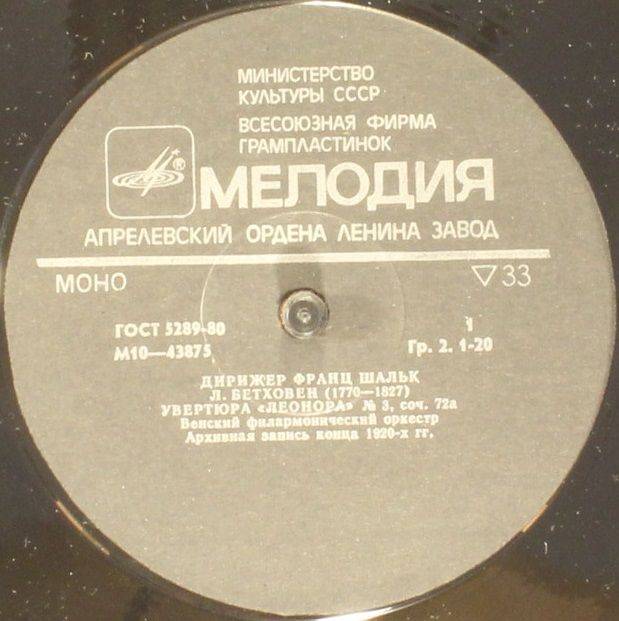 МИНИСТЕРСТВО
КУЛЬТУРЫ СССР
ВСЕСОЮЗНАЯ ФИРМА
ГРАМПЛАСТИНОК
®
МЕЛОДИЯ
АПРЕЛЕВСКИЙ ОРДЕНА ЛЕНИНА ЗАВОД
МОНО ▽33
ГОСТ 5289-80 1
М10—43875 Гр. 2. 1-20
ДИРИЖЕР ФРАНЦ ШАЛЬК
Л. БЕТХОВЕН (1770—1827)
УВЕРТЮРА «ЛЕОНОРА» № 3, соч. 72а
Венский филармонический оркестр
Архивная запись конца 1920-х гг.